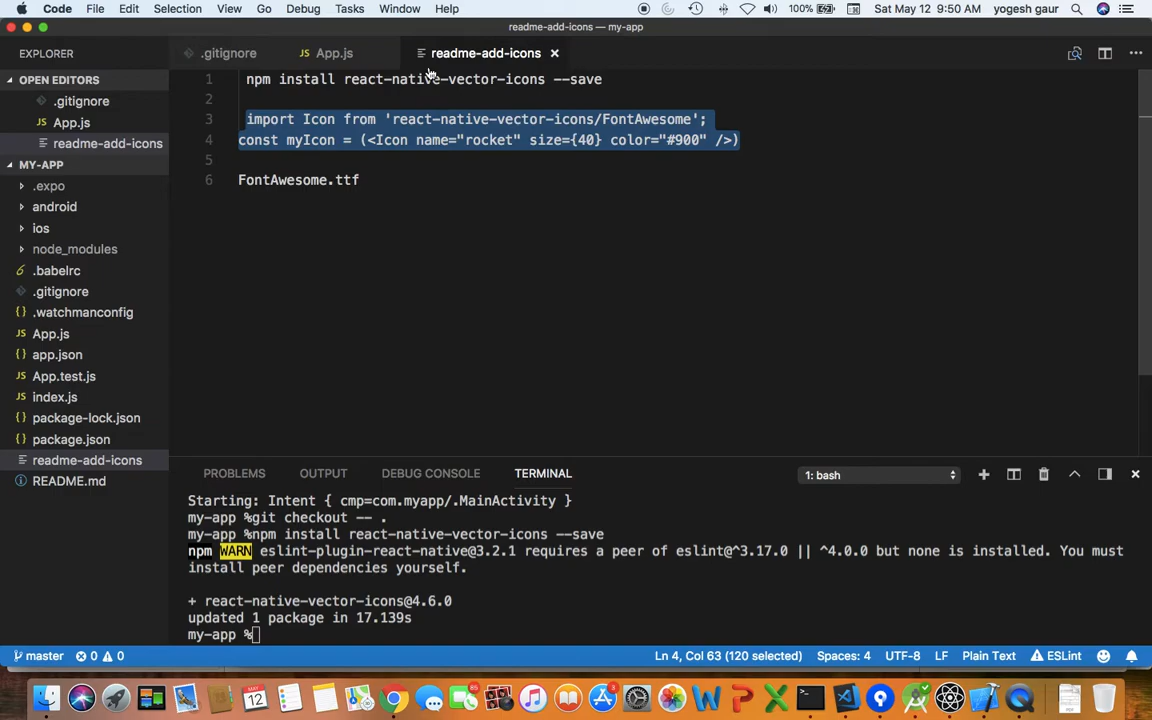 Code File Edit Selection View Go Debug Tasks Window Help 100% Sat May 12 9:50 AM yogesh gaur
readme-add-icons — my-app
EXPLORER
.gitignore
App.js
readme-add-icons
OPEN EDITORS
.gitignore
App.js
readme-add-icons
MY-APP
.expo
android
ios
node_modules
.babelrc
.gitignore
.watchmanconfig
App.js
app.json
App.test.js
index.js
package-lock.json
package.json
readme-add-icons
README.md
1 npm install react-native-vector-icons --save
2
3 import Icon from 'react-native-vector-icons/FontAwesome';
4 const myIcon = (<Icon name="rocket" size={40} color="#900" />)
5
6 FontAwesome.ttf
PROBLEMS OUTPUT DEBUG CONSOLE TERMINAL 1: bash
Starting: Intent { cmp=com.myapp/.MainActivity }
my-app %git checkout -- .
my-app %npm install react-native-vector-icons --save
npm WARN eslint-plugin-react-native@3.2.1 requires a peer of eslint@^3.17.0 || ^4.0.0 but none is installed. You must
install peer dependencies yourself.
+ react-native-vector-icons@4.6.0
updated 1 package in 17.139s
my-app %
master 0 0 Ln 4, Col 63 (120 selected) Spaces: 4 UTF-8 LF Plain Text ESLint